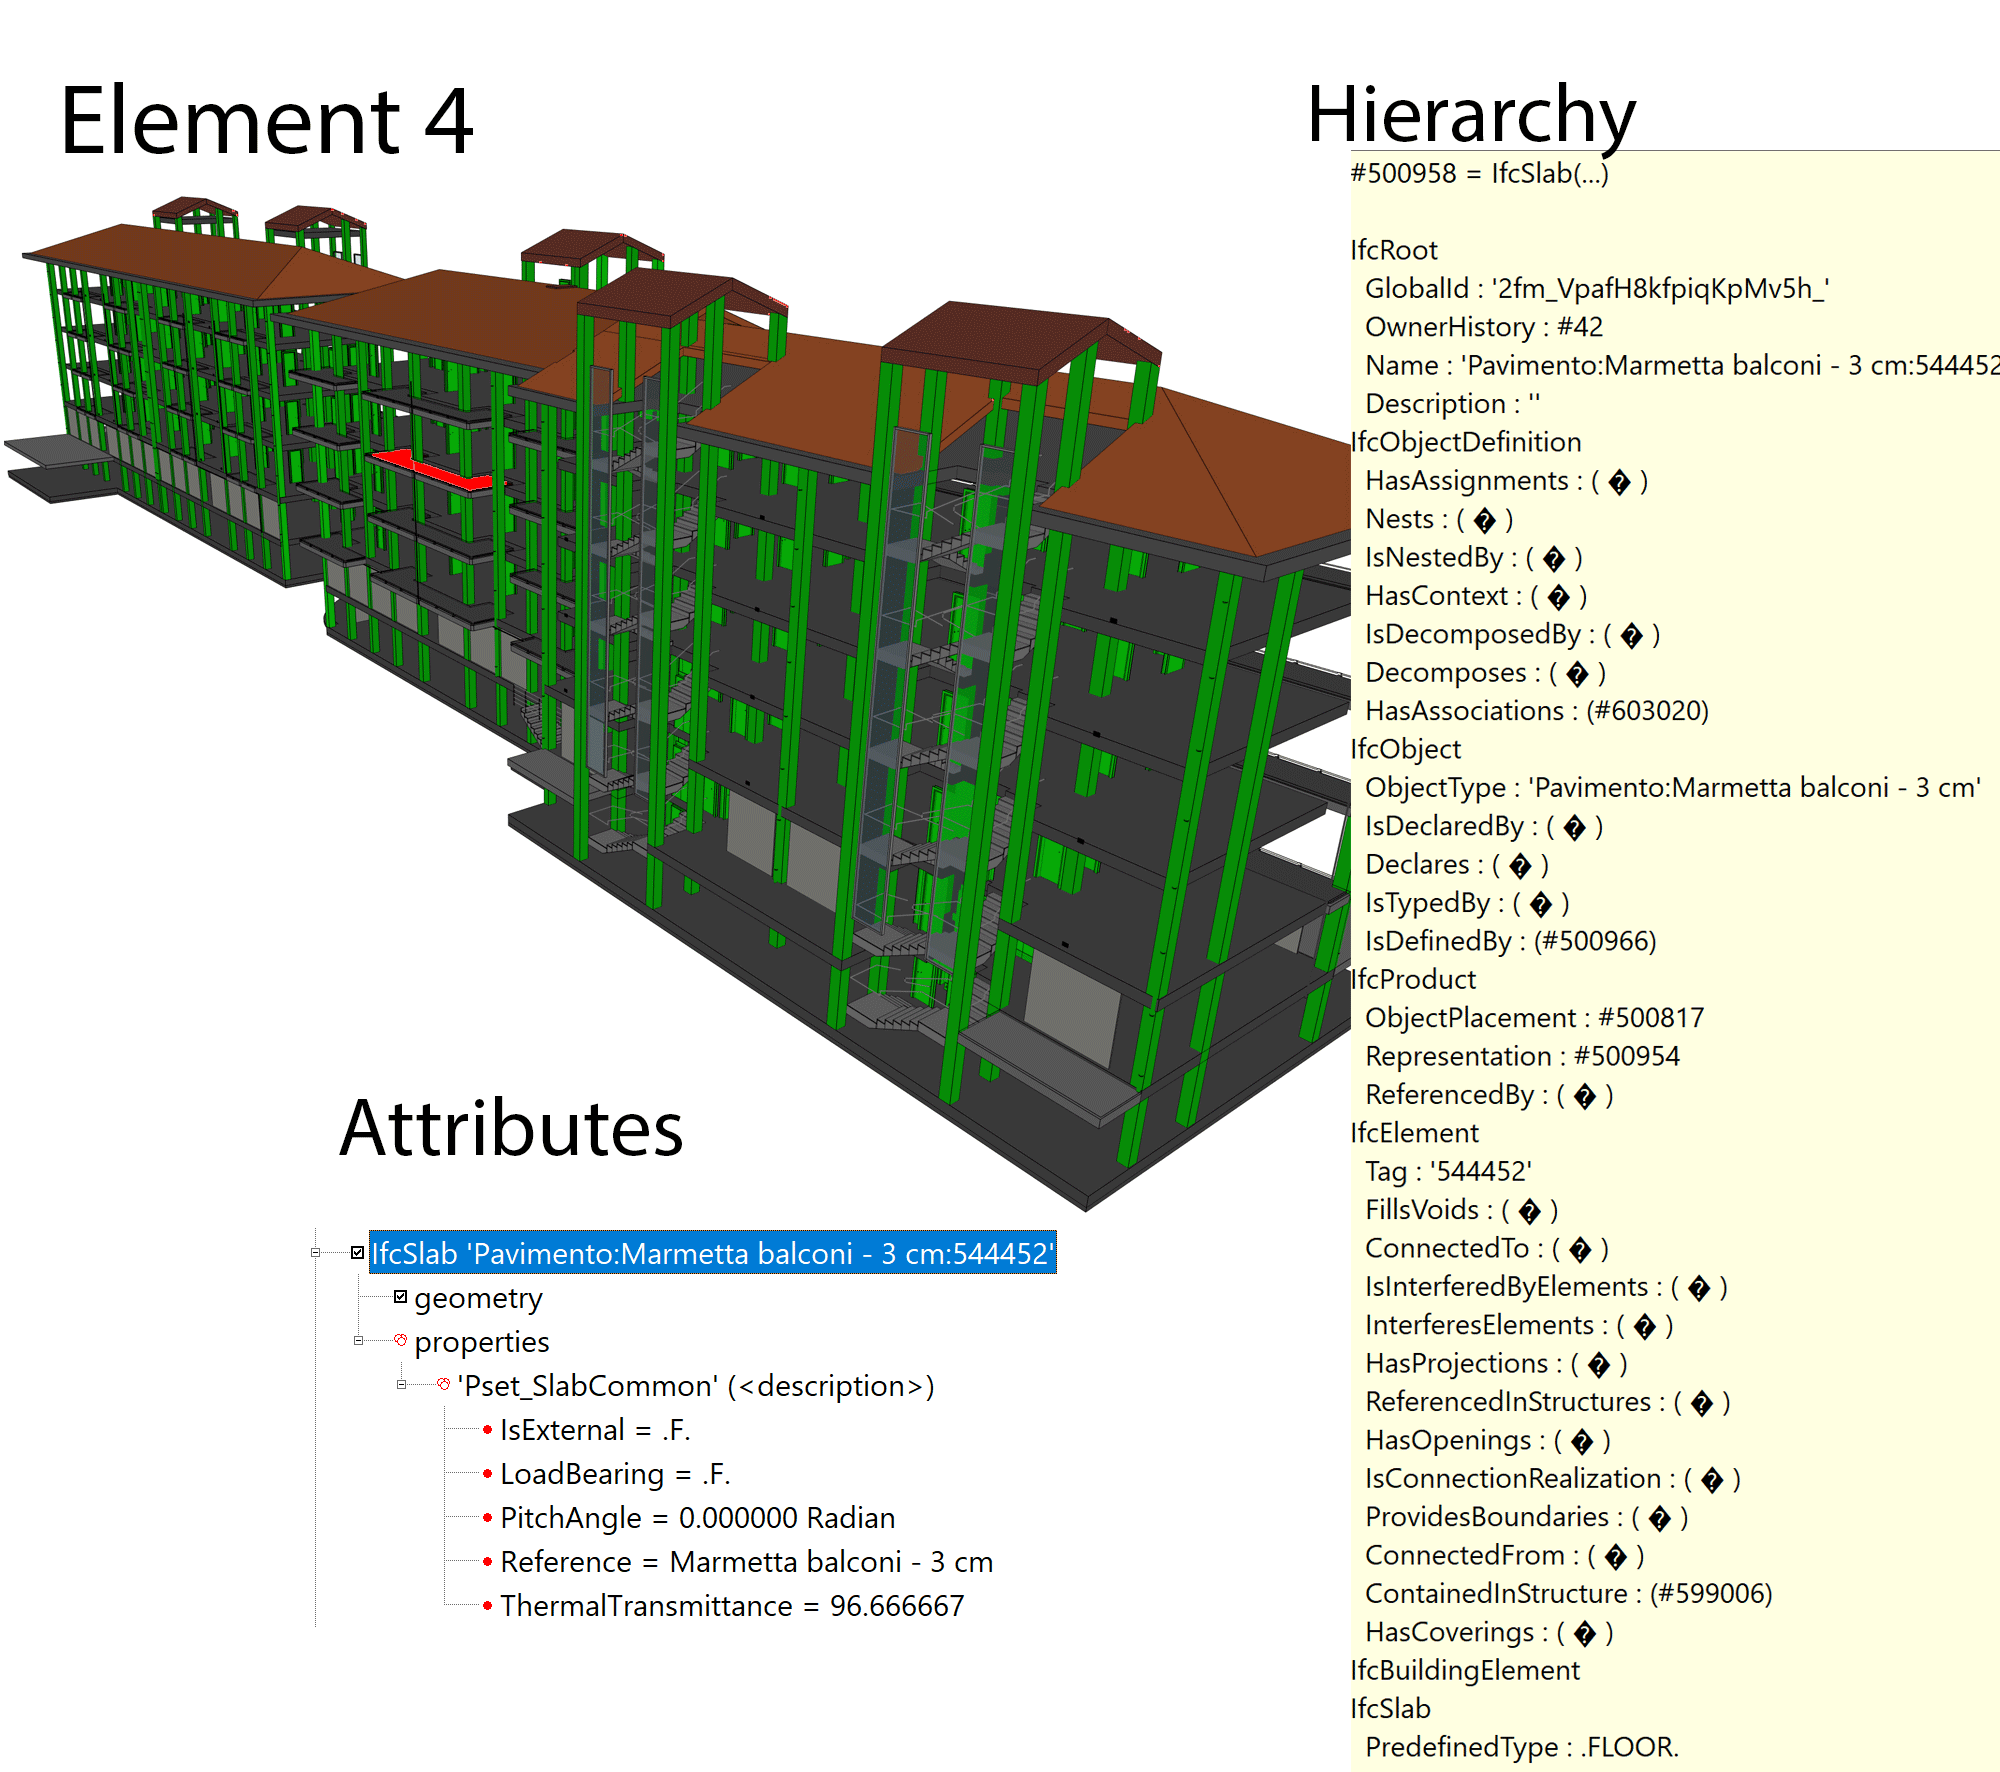 Element 4
Hierarchy
#500958 = IfcSlab(...)
IfcRoot
GlobalId : '2fm_VpafH8kfpiqKpMv5h_'
OwnerHistory : #42
Name : 'Pavimento:Marmetta balconi - 3 cm:544452
Description : ''
IfcObjectDefinition
HasAssignments : ( � )
Nests : ( � )
IsNestedBy : ( � )
HasContext : ( � )
IsDecomposedBy : ( � )
Decomposes : ( � )
HasAssociations : (#603020)
IfcObject
ObjectType : 'Pavimento:Marmetta balconi - 3 cm'
IsDeclaredBy : ( � )
Declares : ( � )
IsTypedBy : ( � )
IsDefinedBy : (#500966)
IfcProduct
ObjectPlacement : #500817
Representation : #500954
ReferencedBy : ( � )
IfcElement
Tag : '544452'
FillsVoids : ( � )
ConnectedTo : ( � )
IsInterferedByElements : ( � )
InterferesElements : ( � )
HasProjections : ( � )
ReferencedInStructures : ( � )
HasOpenings : ( � )
IsConnectionRealization : ( � )
ProvidesBoundaries : ( � )
ConnectedFrom : ( � )
ContainedInStructure : (#599006)
HasCoverings : ( � )
IfcBuildingElement
IfcSlab
PredefinedType : .FLOOR.
Attributes
IfcSlab 'Pavimento:Marmetta balconi - 3 cm:544452'
geometry
properties
'Pset_SlabCommon' (<description>)
IsExternal = .F.
LoadBearing = .F.
PitchAngle = 0.000000 Radian
Reference = Marmetta balconi - 3 cm
ThermalTransmittance = 96.666667